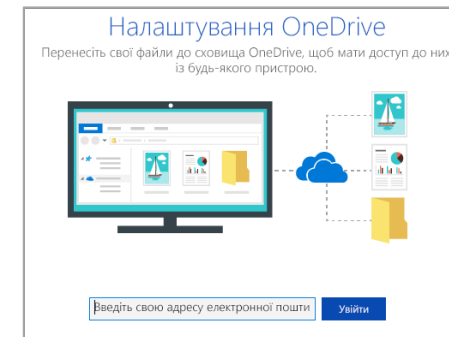 Налаштування OneDrive
Перенесіть свої файли до сховища OneDrive, щоб мати доступ до них
із будь-якого пристрою.
Введіть свою адресу електронної пошти
Увійти